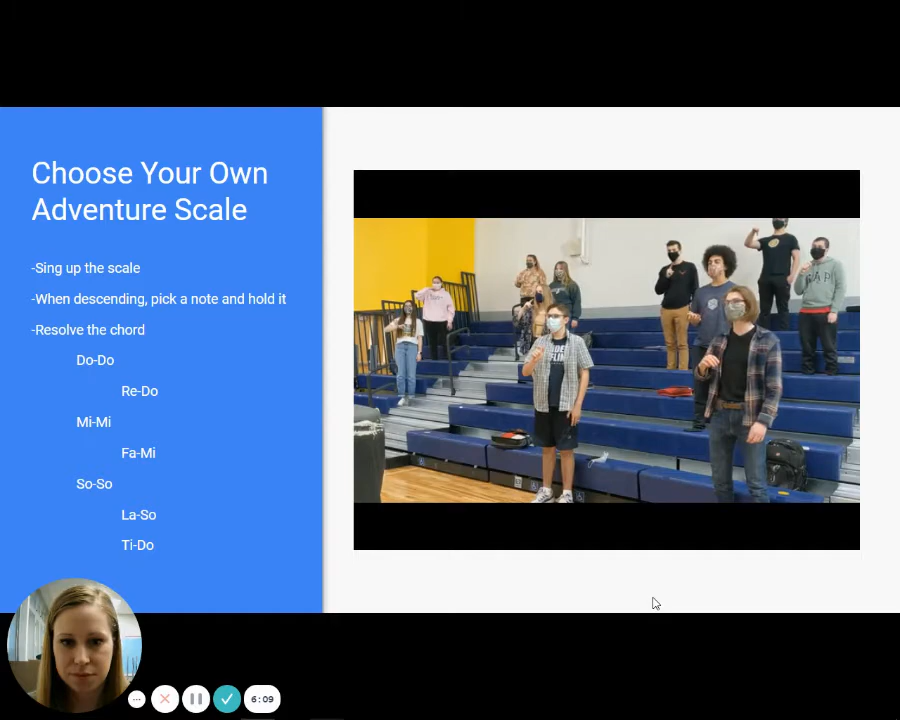 Choose Your Own
Adventure Scale
-Sing up the scale
-When descending, pick a note and hold it
-Resolve the chord
Do-Do
Re-Do
Mi-Mi
Fa-Mi
So-So
La-So
Ti-Do
GAP
6:09